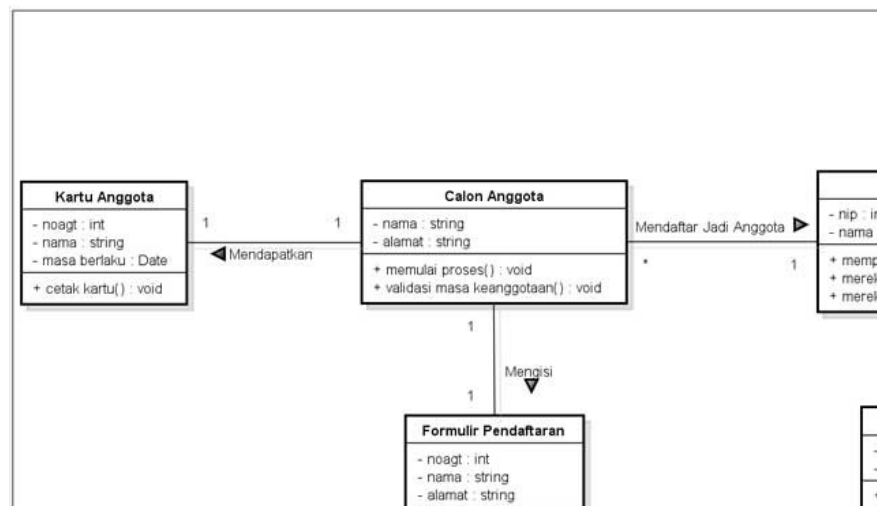 Kartu Anggota
- noagt : int
- nama : string
- masa berlaku : Date
+ cetak kartu() : void
1
1
Mendapatkan
Calon Anggota
- nama : string
- alamat : string
+ memulai proses() : void
+ validasi masa keanggotaan() : void
Mendaftar Jadi Anggota
*
1
- nip :
- nama
1
Mengisi
1
Formulir Pendaftaran
- noagt : int
- nama : string
- alamat : string